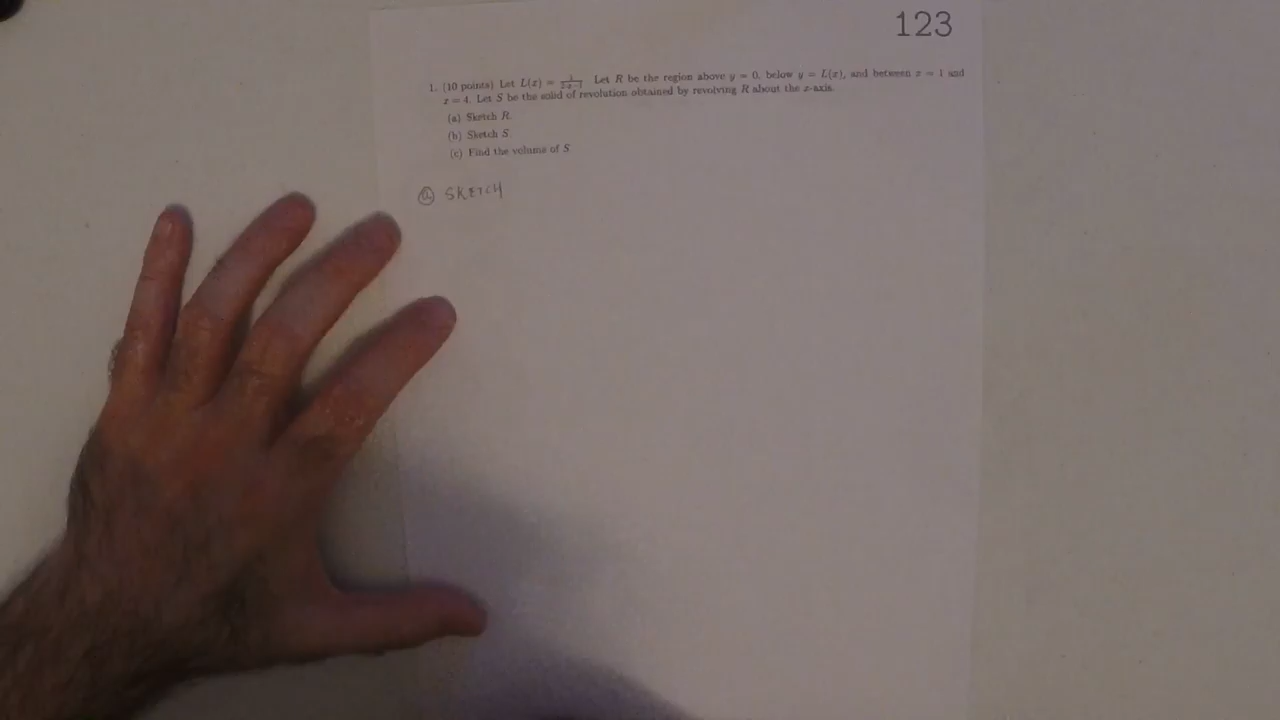 123
1. (10 points) Let L(x) = Let R be the region above y = 0, below y = L(x), and between x = 1 and
x = 4. Let S be the solid of revolution obtained by revolving R about the x-axis.
(a) Sketch R.
(b) Sketch S
(c) Find the volume of S
(a) SKETCH